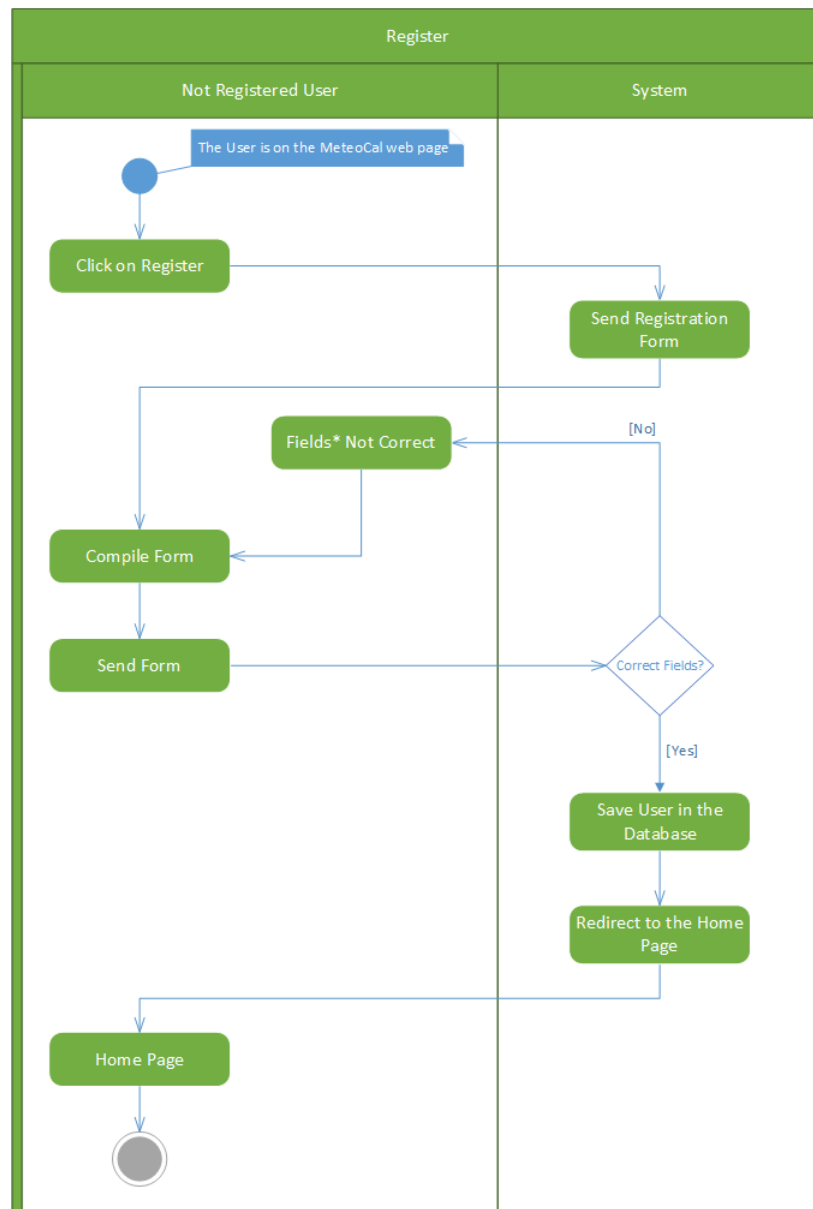 Register
Not Registered User
System
The User is on the MeteoCal web page
Click on Register
Send Registration
Form
[No]
Fields* Not Correct
Compile Form
Send Form
Correct Fields?
[Yes]
Save User in the
Database
Redirect to the Home
Page
Home Page